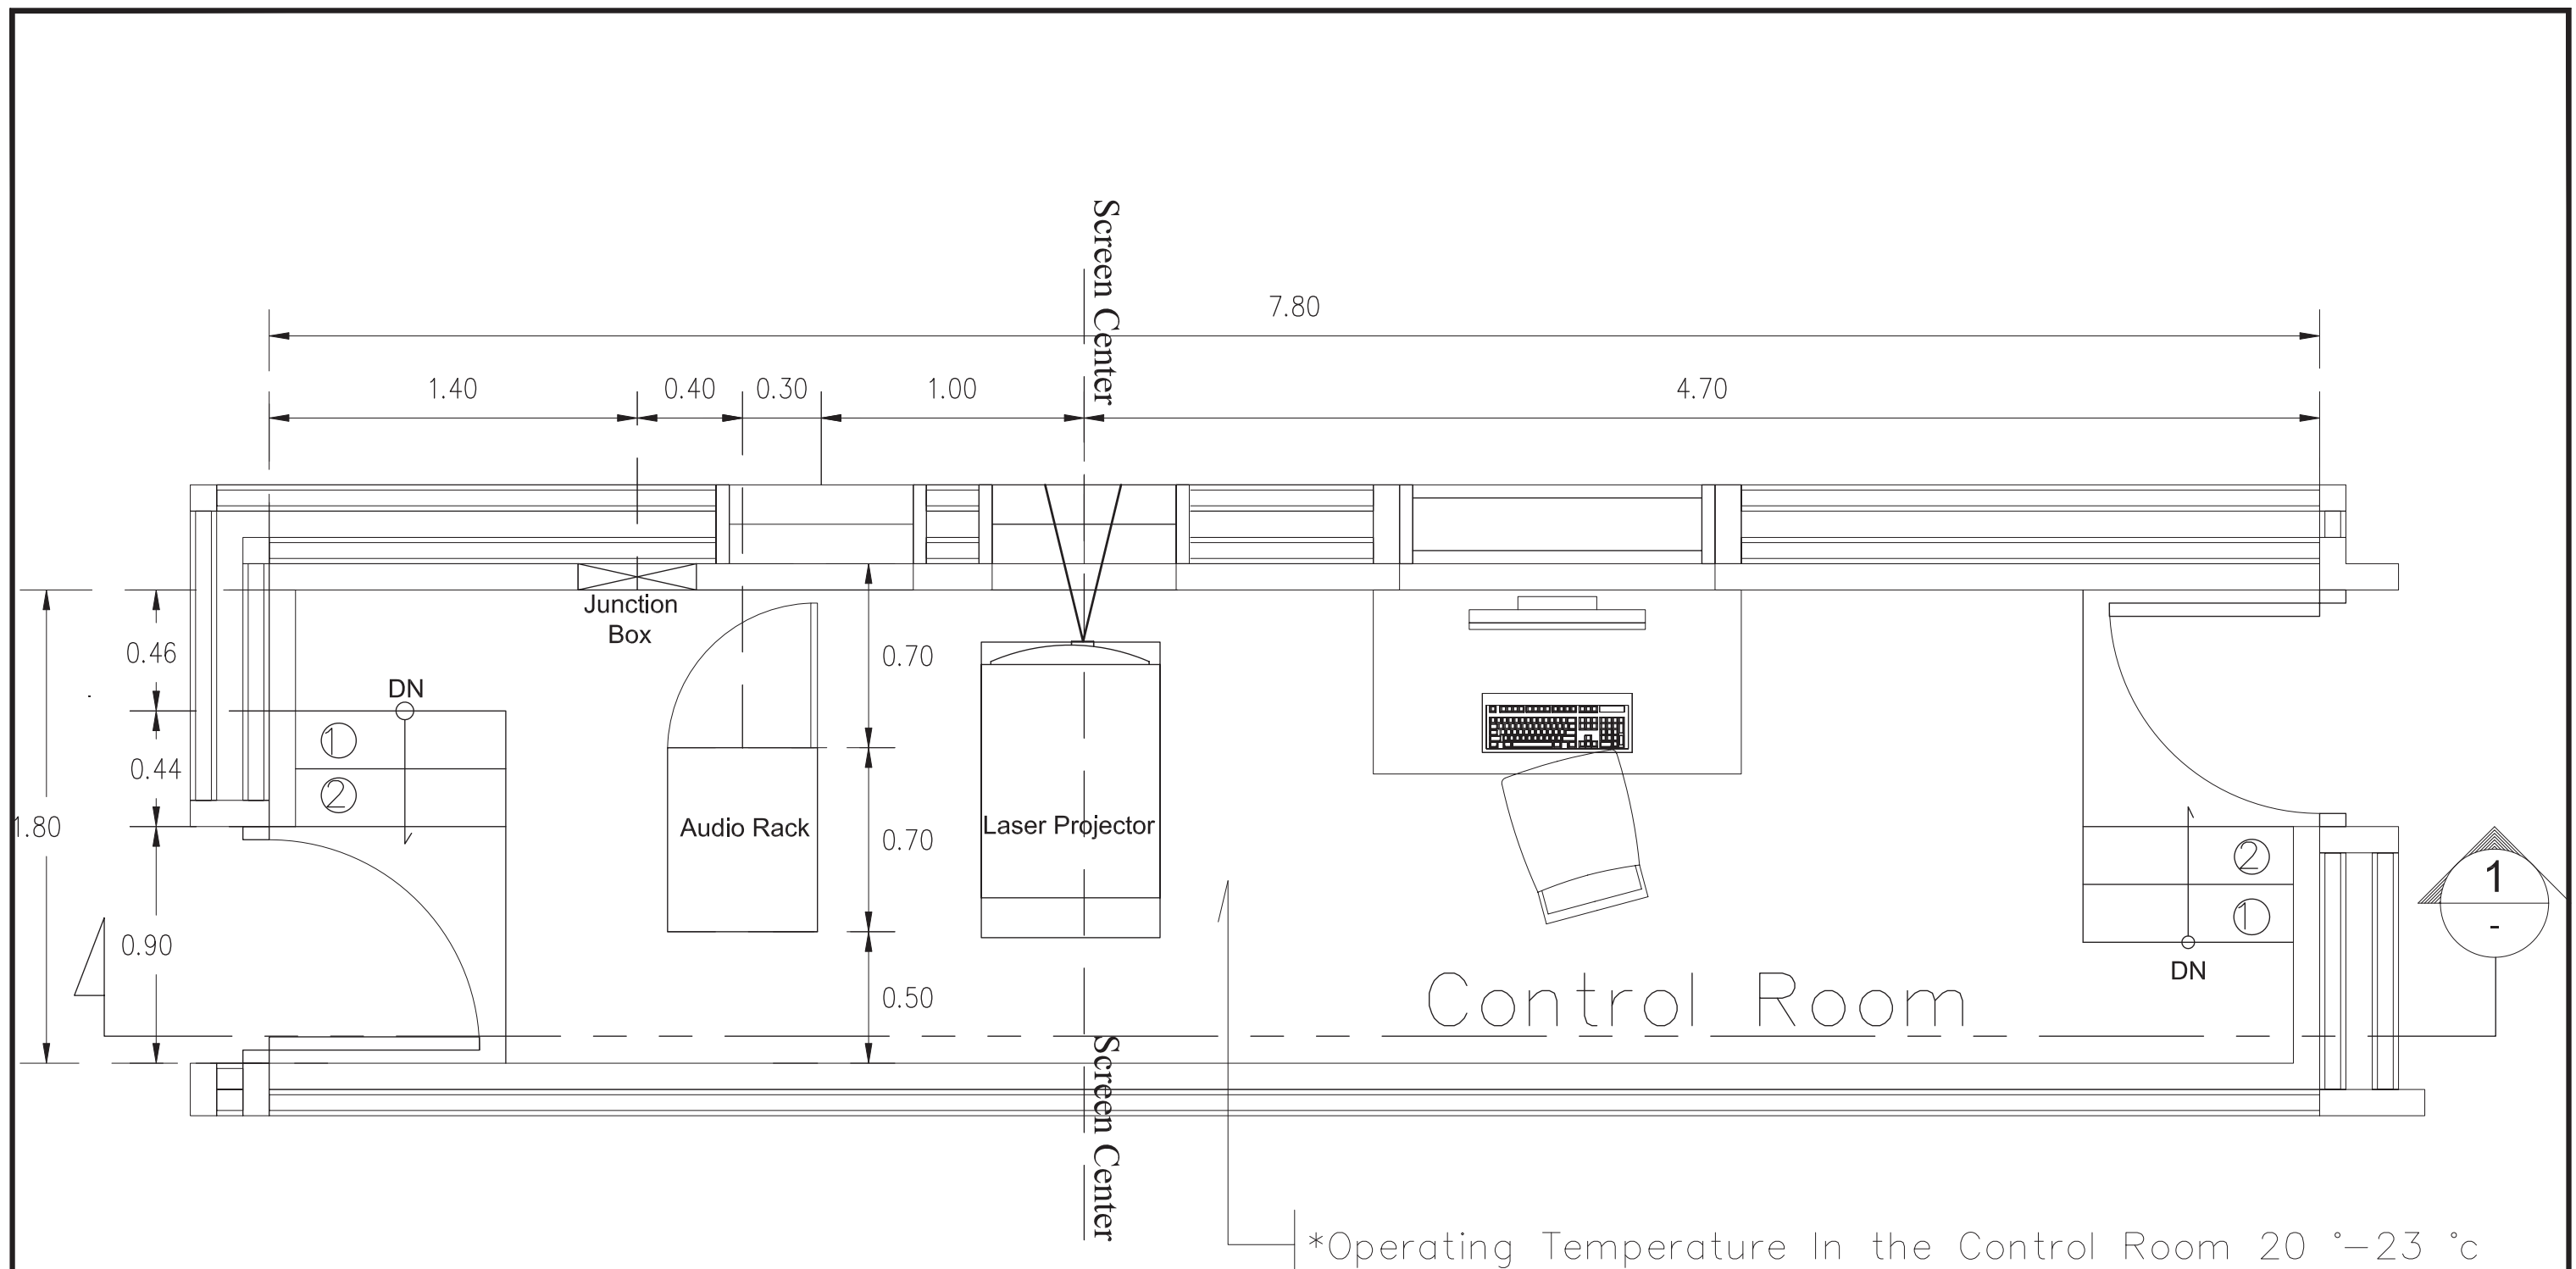 Screen Center
7.80
1.40
0.40
0.30
1.00
4.70
Junction
Box
0.46
0.70
DN
1
0.44
2
1.80
Audio Rack
Laser Projector
0.70
2
1
-
1
0.90
DN
0.50
Control Room
Screen Center
*Operating Temperature In the Control Room 20 °-23 °c